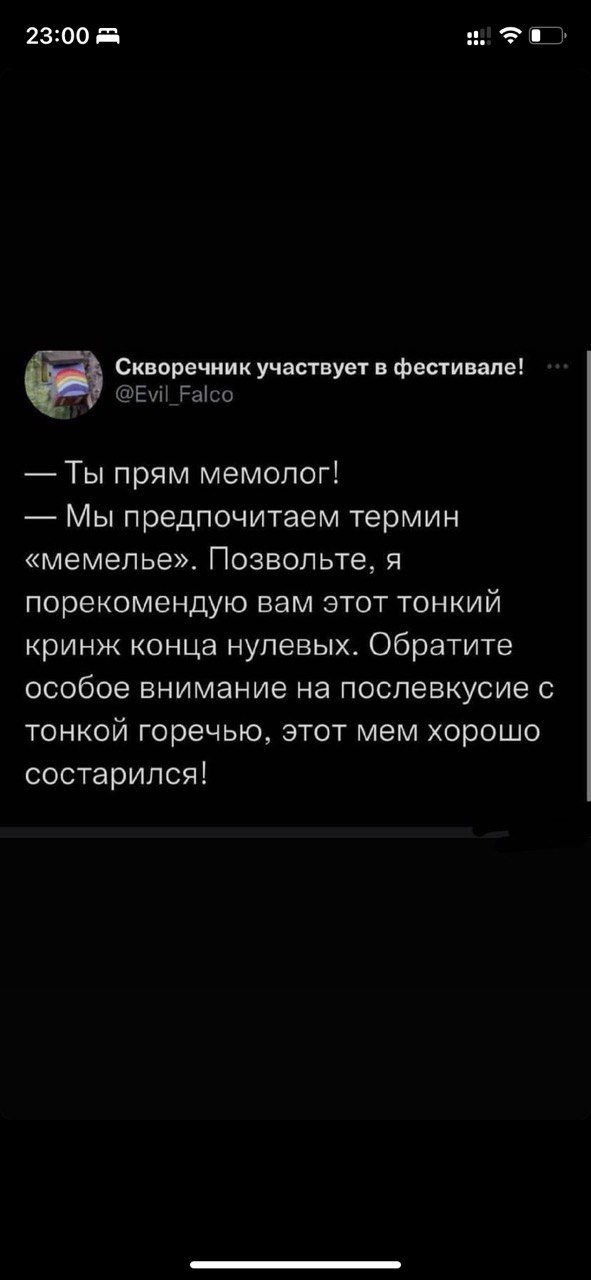 23:00
Скворечник участвует в фестивале!
@Evil_Falco
— Ты прям мемолог!
— Мы предпочитаем термин
«мемелье». Позвольте, я
порекомендую вам этот тонкий
кринж конца нулевых. Обратите
особое внимание на послевкусие с
тонкой горечью, этот мем хорошо
состарился!